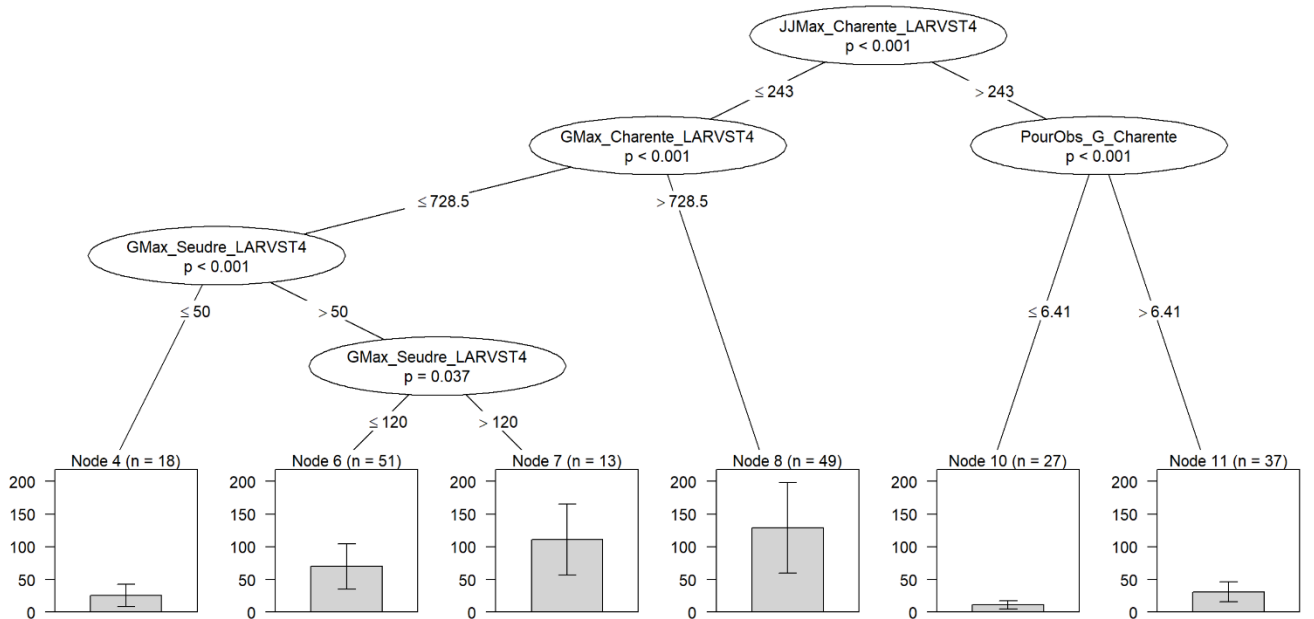 JJMax_Charente_LARVST4
p < 0.001
≤ 243
> 243
GMax_Charente_LARVST4
p < 0.001
PourObs_G_Charente
p < 0.001
≤ 728.5
> 728.5
GMax_Seudre_LARVST4
p < 0.001
≤ 50
> 50
≤ 6.41
> 6.41
GMax_Seudre_LARVST4
p = 0.037
≤ 120
> 120
Node 4 (n = 18)
200
150
100
50
0
Node 6 (n = 51)
200
150
100
50
0
Node 7 (n = 13)
200
150
100
50
0
Node 8 (n = 49)
200
150
100
50
0
Node 10 (n = 27)
200
150
100
50
0
Node 11 (n = 37)
200
150
100
50
0